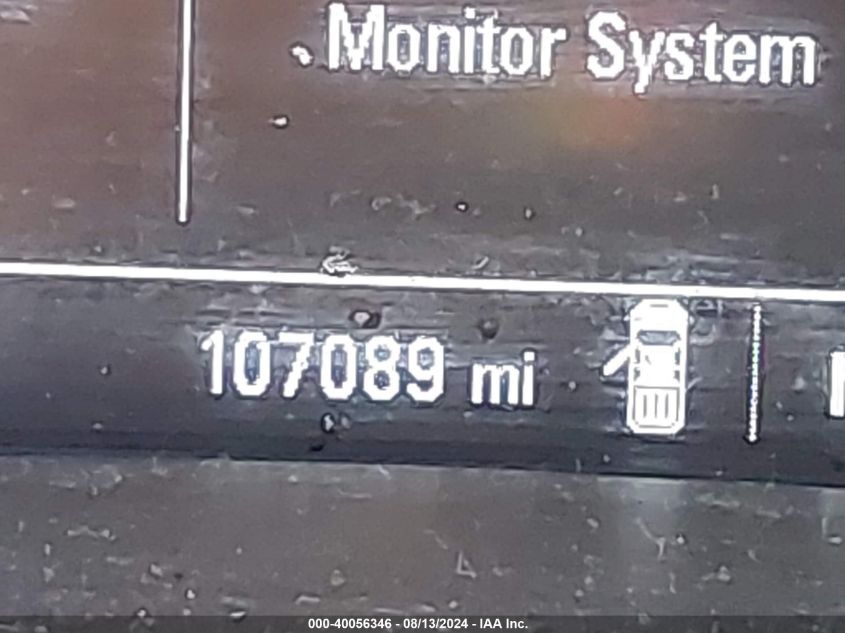 Monitor System
107089 mi
000-40056346 - 08/13/2024 - IAA Inc.